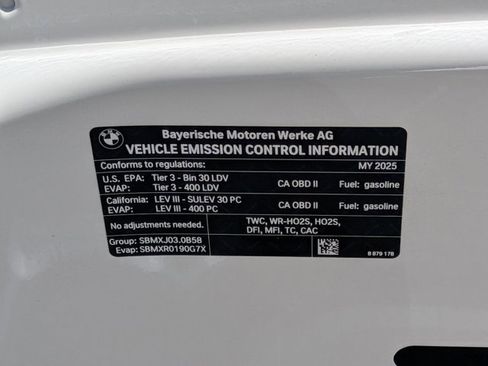 BMW
Bayerische Motoren Werke AG
VEHICLE EMISSION CONTROL INFORMATION
Conforms to regulations: MY 2025
U.S. EPA: Tier 3 - Bin 30 LDV CA OBD II Fuel: gasoline
EVAP: Tier 3 - 400 LDV
California: LEV III - SULEV 30 PC CA OBD II Fuel: gasoline
EVAP: LEV III - 400 PC
No adjustments needed. TWC, WR-HO2S, HO2S,
DFI, MFI, TC, CAC
Group: SBMXJ03.0B58
Evap: SBMXR0190G7X
8 879 178